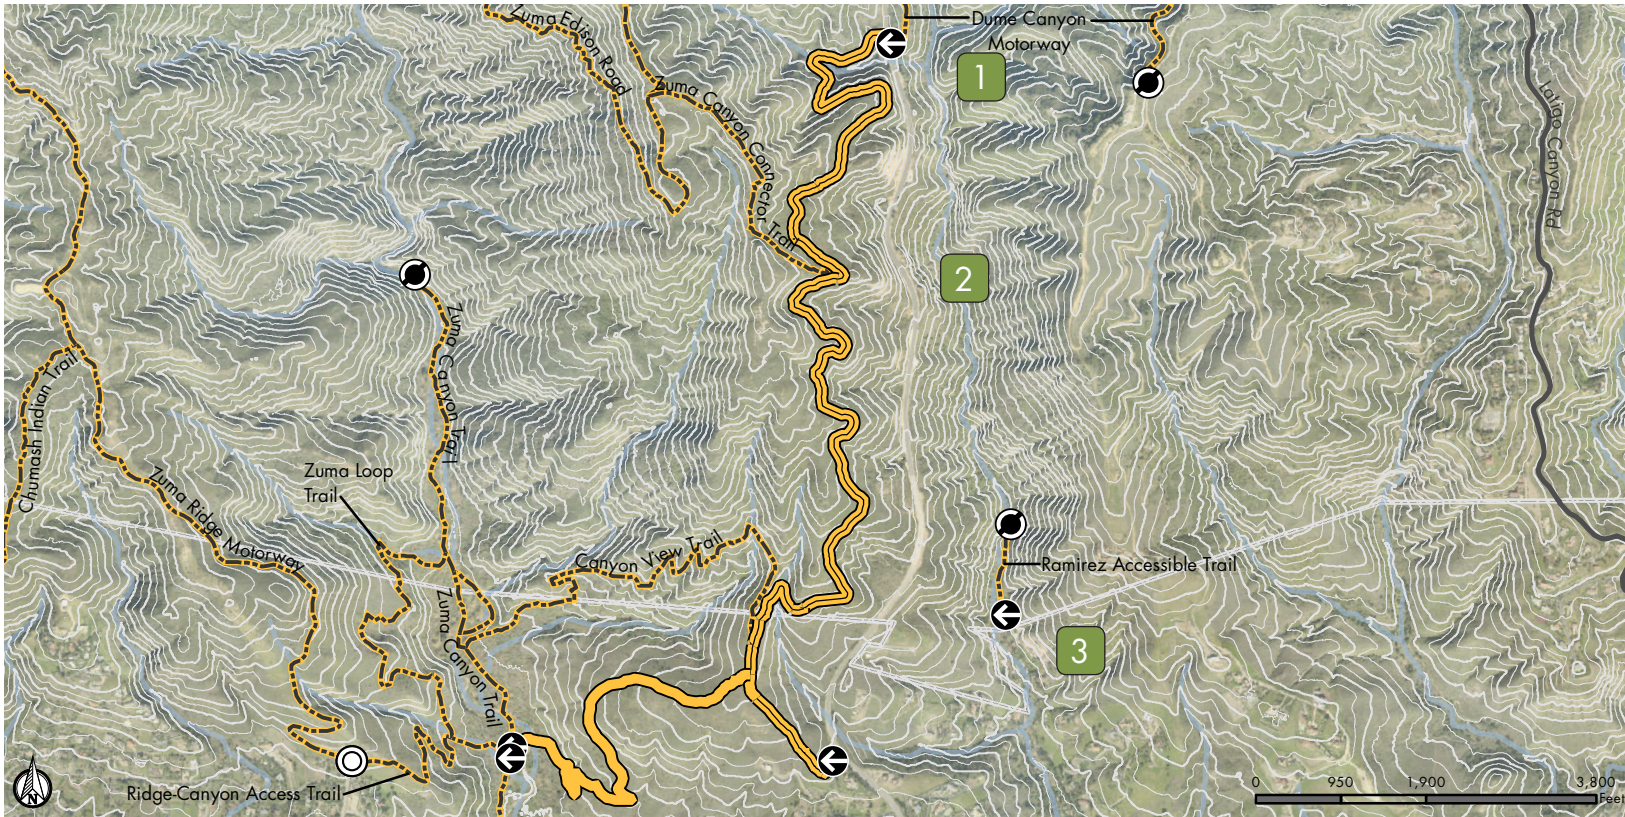 Zuma Edison Road
Dume Canyon
Motorway
1
Zuma Canyon Connector Trail
Latigo Canyon Rd
2
Zuma Canyon Trail
Chumash Indian Trail
Zuma Loop
Trail
Zuma Ridge Motorway
Canyon View Trail
Ramirez Accessible Trail
Zuma Canyon Trail
3
Ridge-Canyon Access Trail
N
0 950 1,900 3,800
Feet